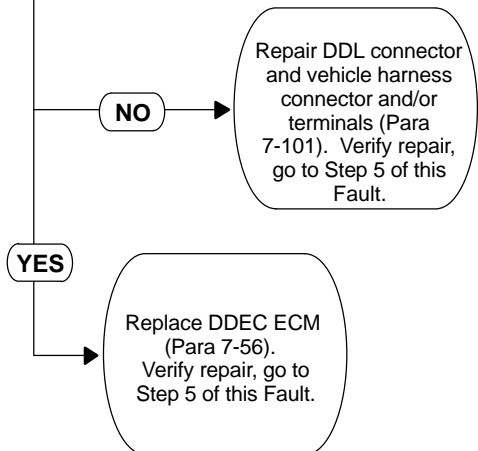 Repair DDL connector
and vehicle harness
connector and/or
terminals (Para
7-101). Verify repair,
go to Step 5 of this
Fault.
NO
YES
Replace DDEC ECM
(Para 7-56).
Verify repair, go to
Step 5 of this Fault.